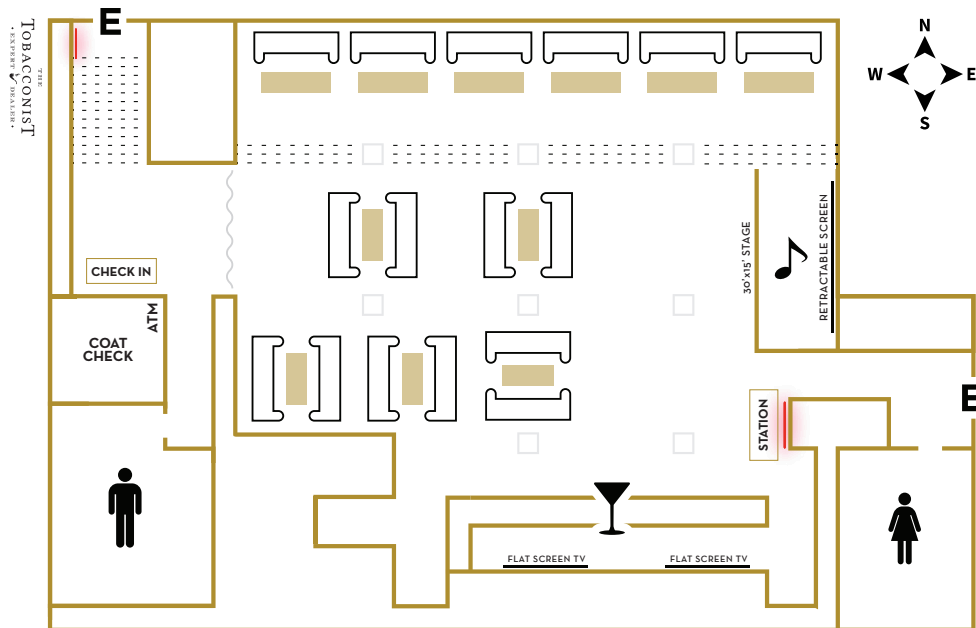 THE
TOBACCONIST
• EXPERT DEALER •
E
N
W E
S
30'x15' STAGE
RETRACTABLE SCREEN
CHECK IN
ATM
COAT
CHECK
E
STATION
FLAT SCREEN TV
FLAT SCREEN TV